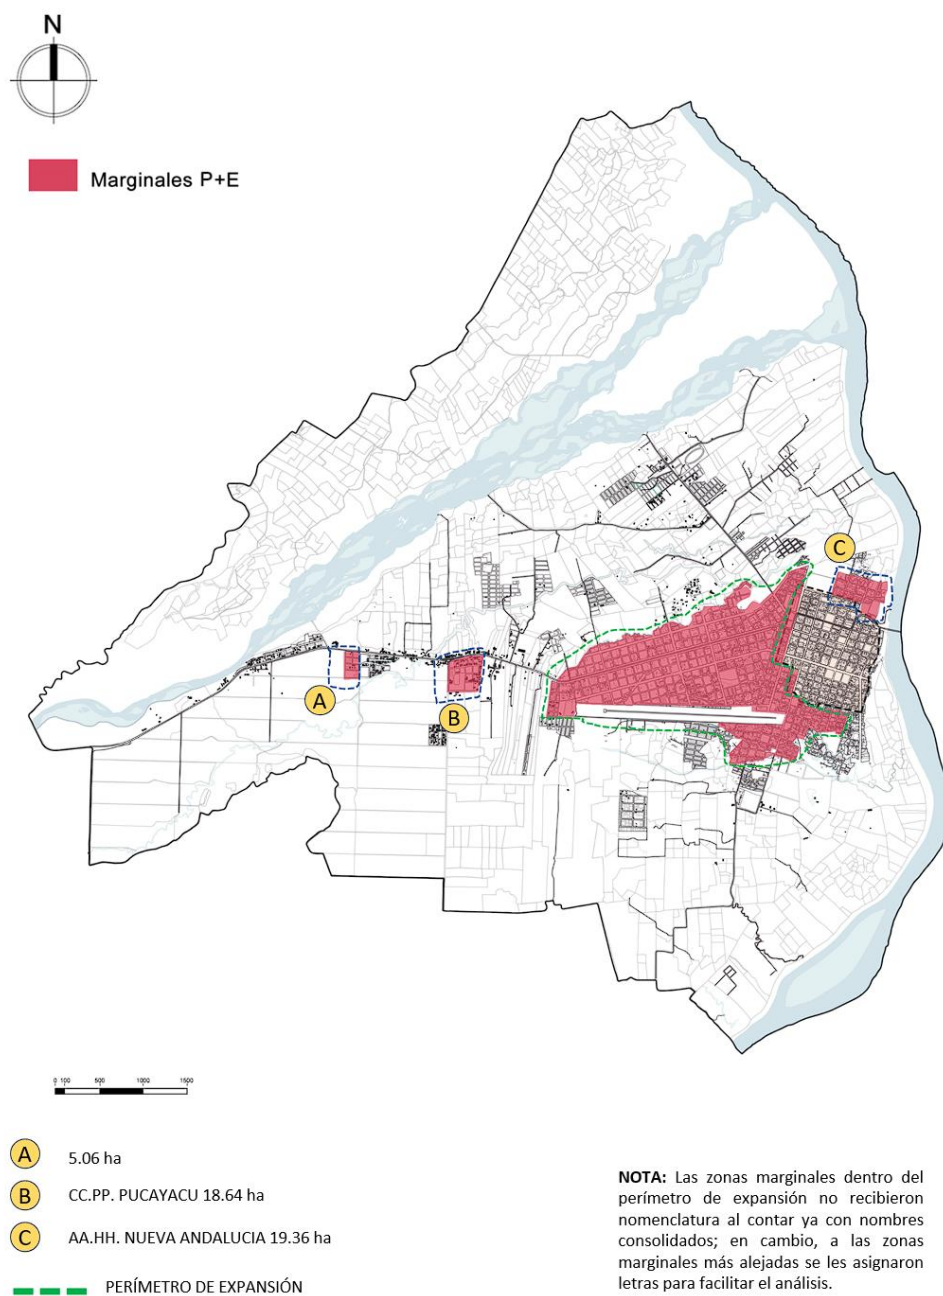 N
Marginales P+E
C
A
B
0 100 500 1000 1500
A 5.06 ha
B CC.PP. PUCAYACU 18.64 ha
C AA.HH. NUEVA ANDALUCIA 19.36 ha
PERÍMETRO DE EXPANSIÓN
NOTA: Las zonas marginales dentro del
perímetro de expansión no recibieron
nomenclatura al contar ya con nombres
consolidados; en cambio, a las zonas
marginales más alejadas se les asignaron
letras para facilitar el análisis.